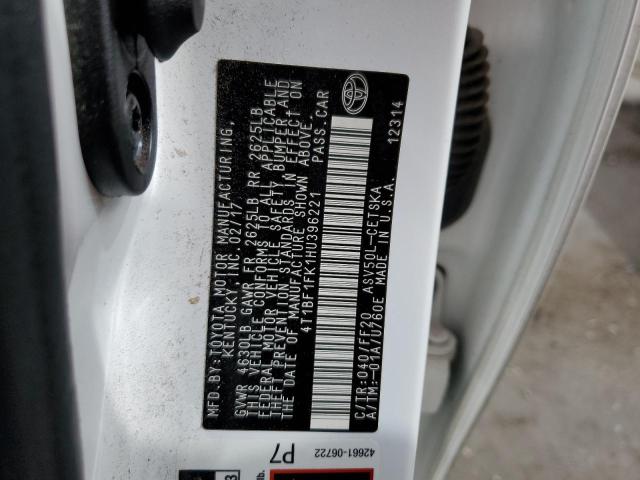 MFD.BY:TOYOTA MOTOR MANUFACTURING,
KENTUCKY, INC. 02/17
GVWR 4630LB GAWR FR 2625LB RR 2625LB
THIS VEHICLE CONFORMS TO ALL APPLICABLE
FEDERAL MOTOR VEHICLE SAFETY, BUMPER AND
THEFT PREVENTION STANDARDS IN EFFECT ON
THE DATE OF MANUFACTURE SHOWN ABOVE.
4T1BF1FK1HU396221 PASS.CAR
C/TR:040/FF20 ASV50L-CETSKA
A/TM:-01A/U760E MADE IN U.S.A. 12314
42661-06722
P7
lb.
3